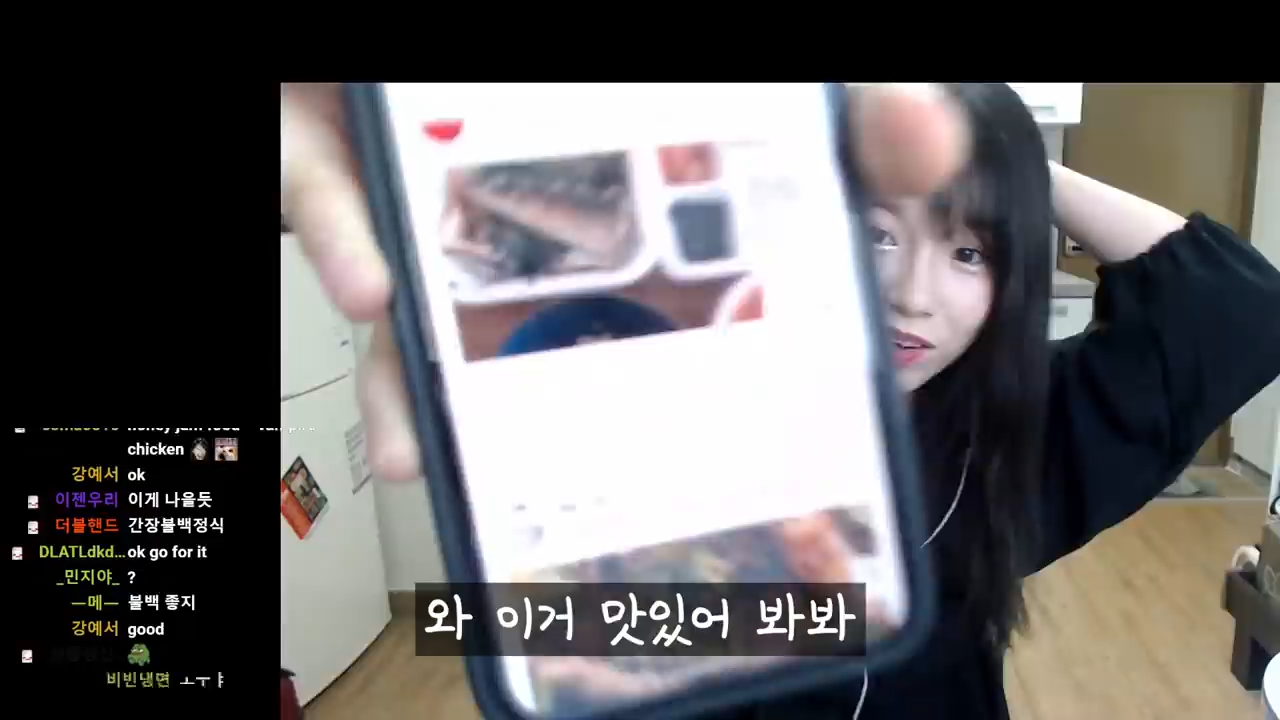 chicken
강예서 ok
이젠우리 이게 나을듯
더블핸드 간장불백정식
DLATLdkd... ok go for it
_민지야_ ?
ㅡ메ㅡ 불백 좋지
강예서 good
비빈냉면 ㅗㅜㅑ
와 이거 맛있어 봐봐